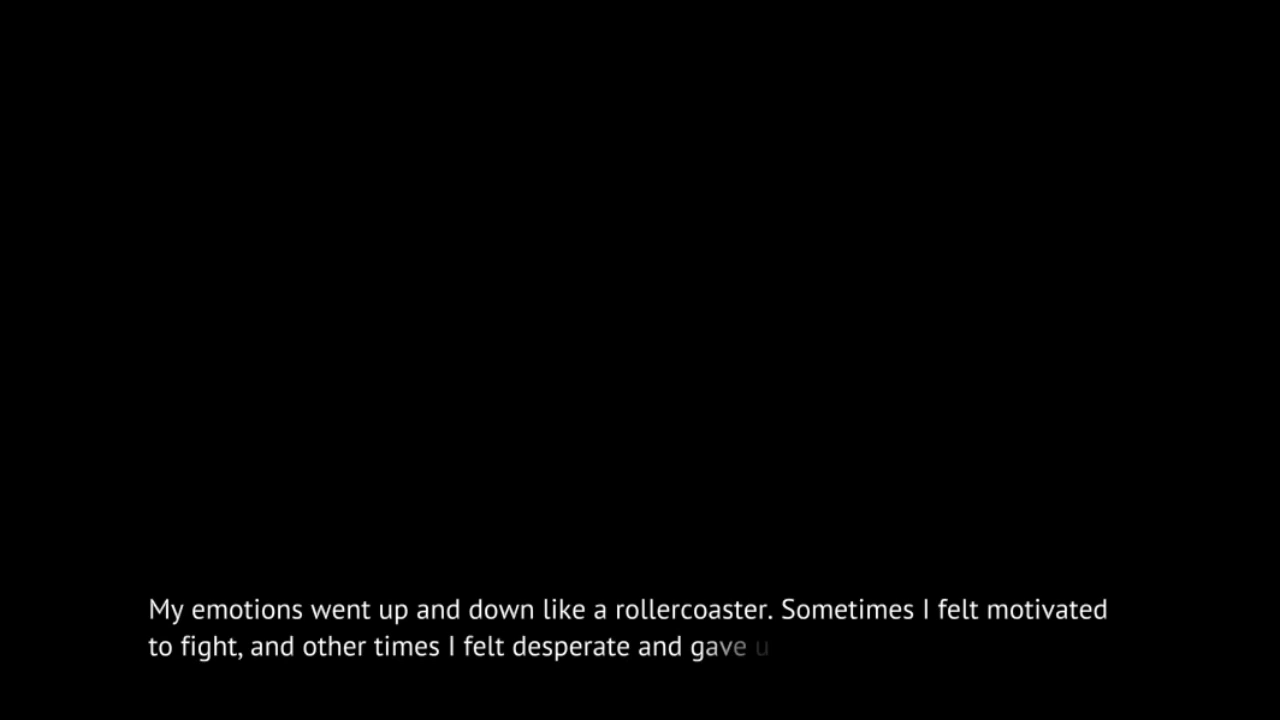 My emotions went up and down like a rollercoaster. Sometimes I felt motivated
to fight, and other times I felt desperate and gave u